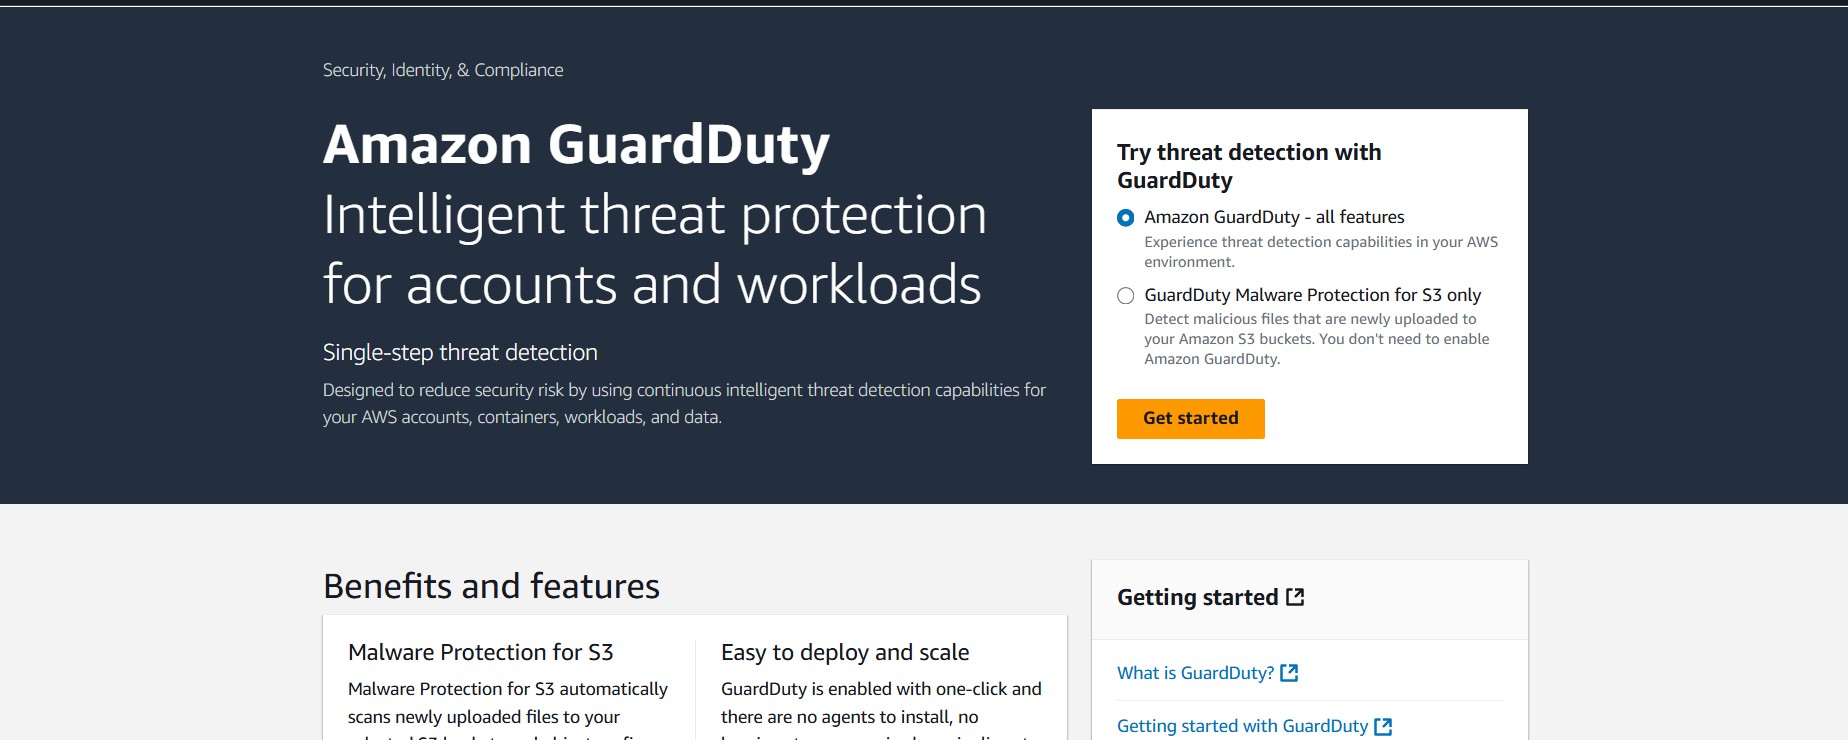 Security, Identity, & Compliance
Amazon GuardDuty
Intelligent threat protection
for accounts and workloads
Single-step threat detection
Designed to reduce security risk by using continuous intelligent threat detection capabilities for
your AWS accounts, containers, workloads, and data.
Try threat detection with
GuardDuty
Amazon GuardDuty - all features
Experience threat detection capabilities in your AWS
environment.
GuardDuty Malware Protection for S3 only
Detect malicious files that are newly uploaded to
your Amazon S3 buckets. You don't need to enable
Amazon GuardDuty.
Get started
Benefits and features
Malware Protection for S3
Malware Protection for S3 automatically
scans newly uploaded files to your
Easy to deploy and scale
GuardDuty is enabled with one-click and
there are no agents to install, no
Getting started
What is GuardDuty?
Getting started with GuardDuty